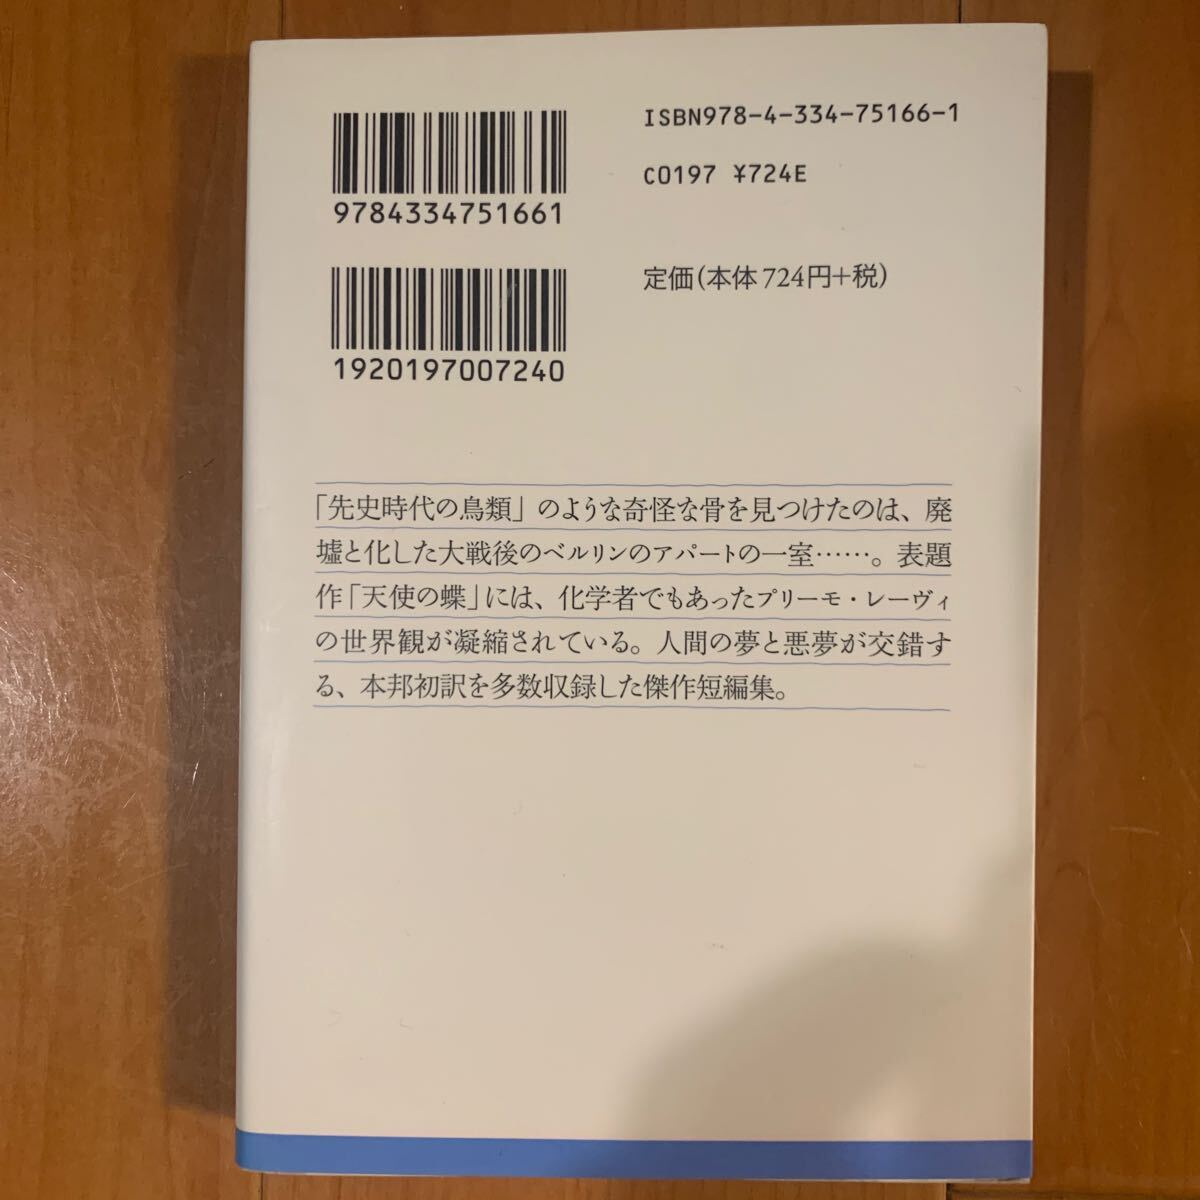 ISBN978-4-334-75166-1
C0197 ¥724E
9784334751661
定価(本体724円+税)
1920197007240
「先史時代の鳥類」のような奇怪な骨を見つけたのは、廃
墟と化した大戦後のベルリンのアパートの一室……。表題
作「天使の蝶」には、化学者でもあったプリーモ・レーヴィ
の世界観が凝縮されている。人間の夢と悪夢が交錯す
る、本邦初訳を多数収録した傑作短編集。